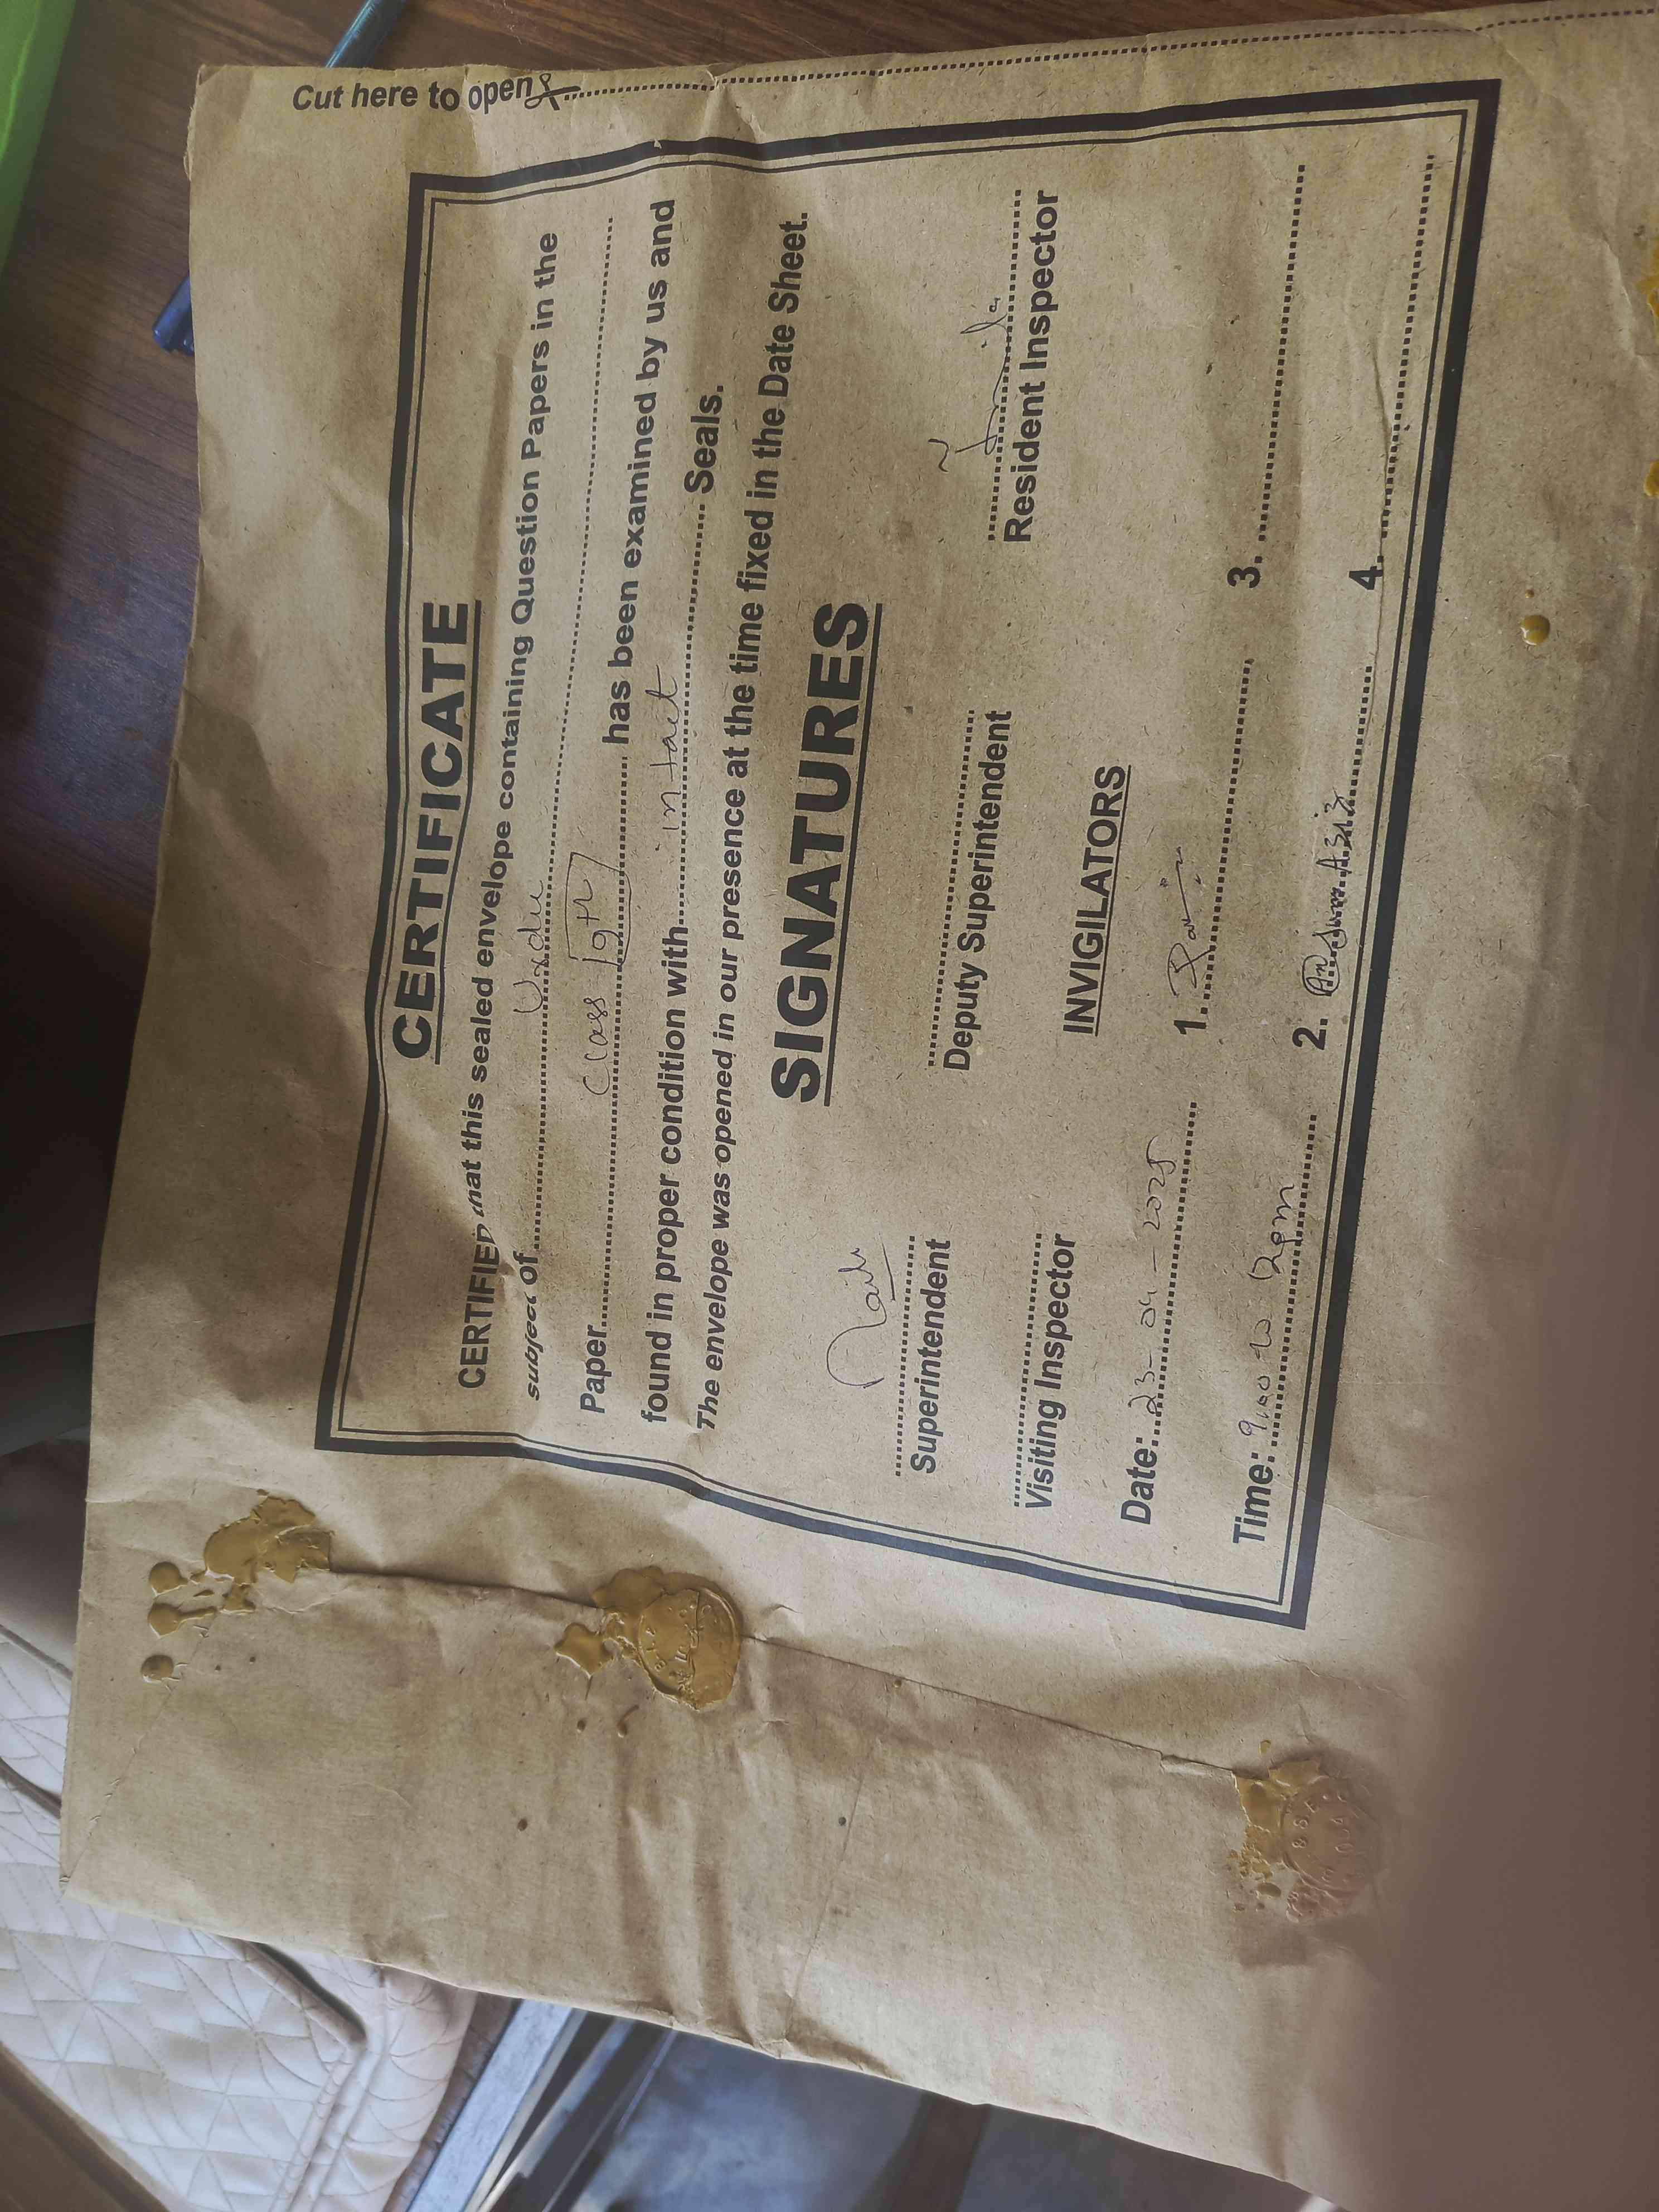 Cut here to open
CERTIFICATE
CERTIFIED that this sealed envelope containing Question Papers in the
subject of.......... Urdu ..........
Paper.......... Class 10th .......... has been examined by us and
found in proper condition with.......... intact .......... Seals.
The envelope was opened in our presence at the time fixed in the Date Sheet.
SIGNATURES
Superintendent
Deputy Superintendent
Resident Inspector
Visiting Inspector
INVIGILATORS
Date: 23-04-2025
1.
3.
Time: 9:00 to 12pm
2.
4.